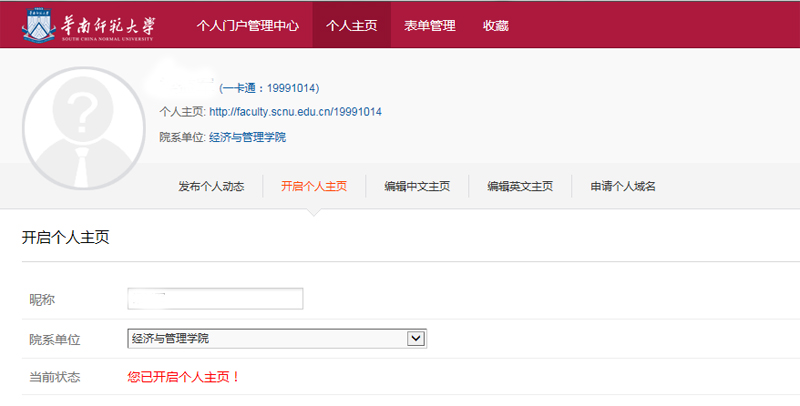 華南師範大學
SOUTH CHINA NORMAL UNIVERSITY
个人门户管理中心 个人主页 表单管理 收藏
(一卡通：19991014)
个人主页: http://faculty.scnu.edu.cn/19991014
院系单位: 经济与管理学院
发布个人动态 开启个人主页 编辑中文主页 编辑英文主页 申请个人域名
开启个人主页
昵称
院系单位 经济与管理学院
当前状态 您已开启个人主页！